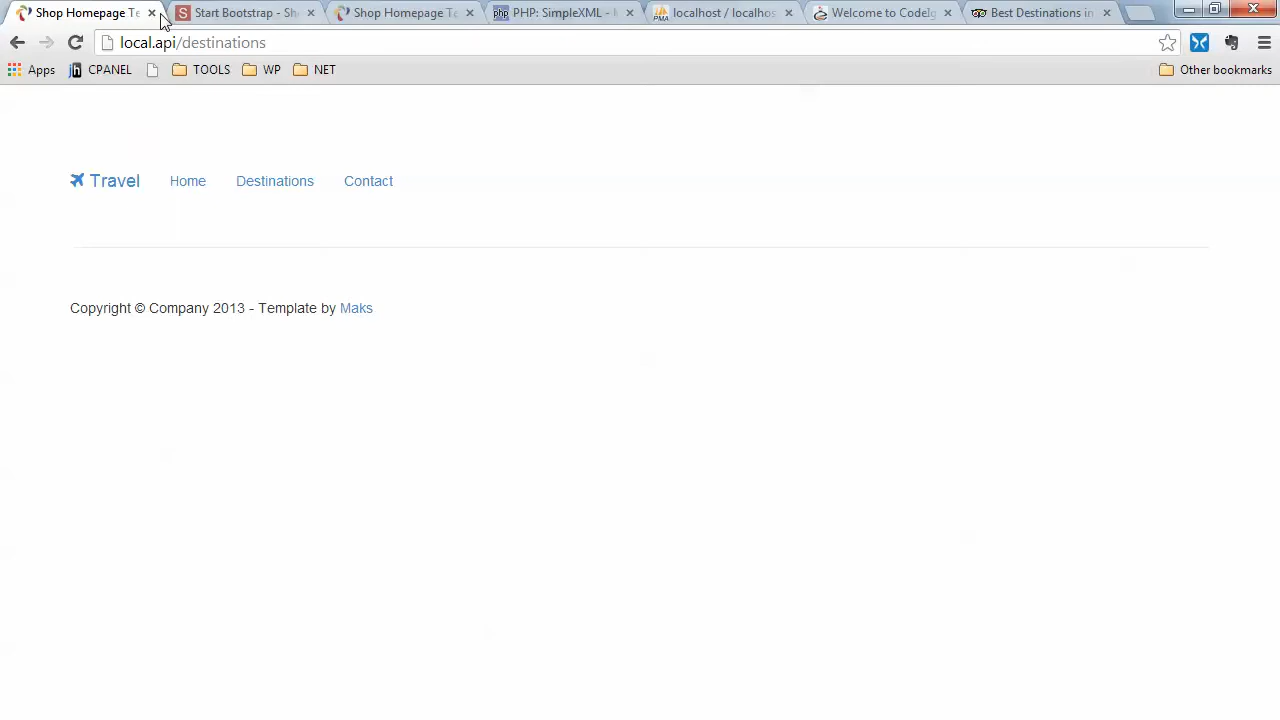 Shop Homepage Te
Start Bootstrap - Sh
Shop Homepage Te
PHP: SimpleXML - M
localhost / localhos
Welcome to CodeIg
Best Destinations in
local.api/destinations
Apps
CPANEL
TOOLS
WP
NET
Other bookmarks
Travel
Home
Destinations
Contact
Copyright © Company 2013 - Template by Maks